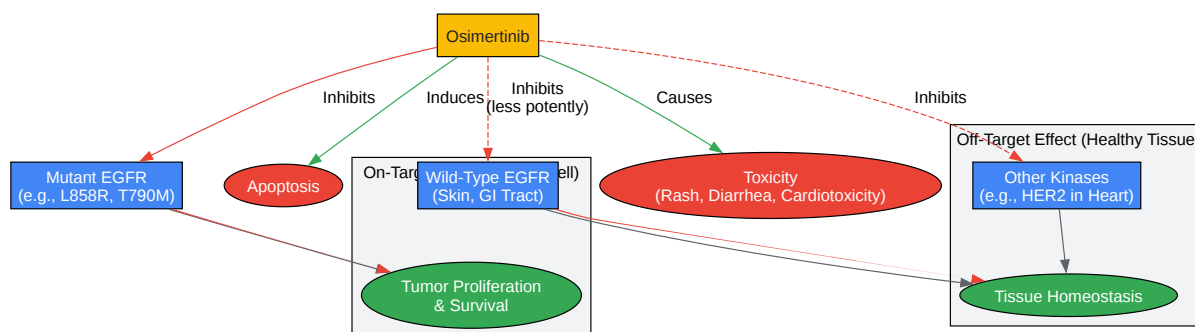 Osimertinib
Inhibits
Induces
Inhibits
(less potently)
Causes
Inhibits
Off-Target Effect (Healthy Tissue
Mutant EGFR
(e.g., L858R, T790M)
Apoptosis
On-Targ ell)
Wild-Type EGFR
(Skin, GI Tract)
Toxicity
(Rash, Diarrhea, Cardiotoxicity)
Other Kinases
(e.g., HER2 in Heart)
Tumor Proliferation
& Survival
Tissue Homeostasis